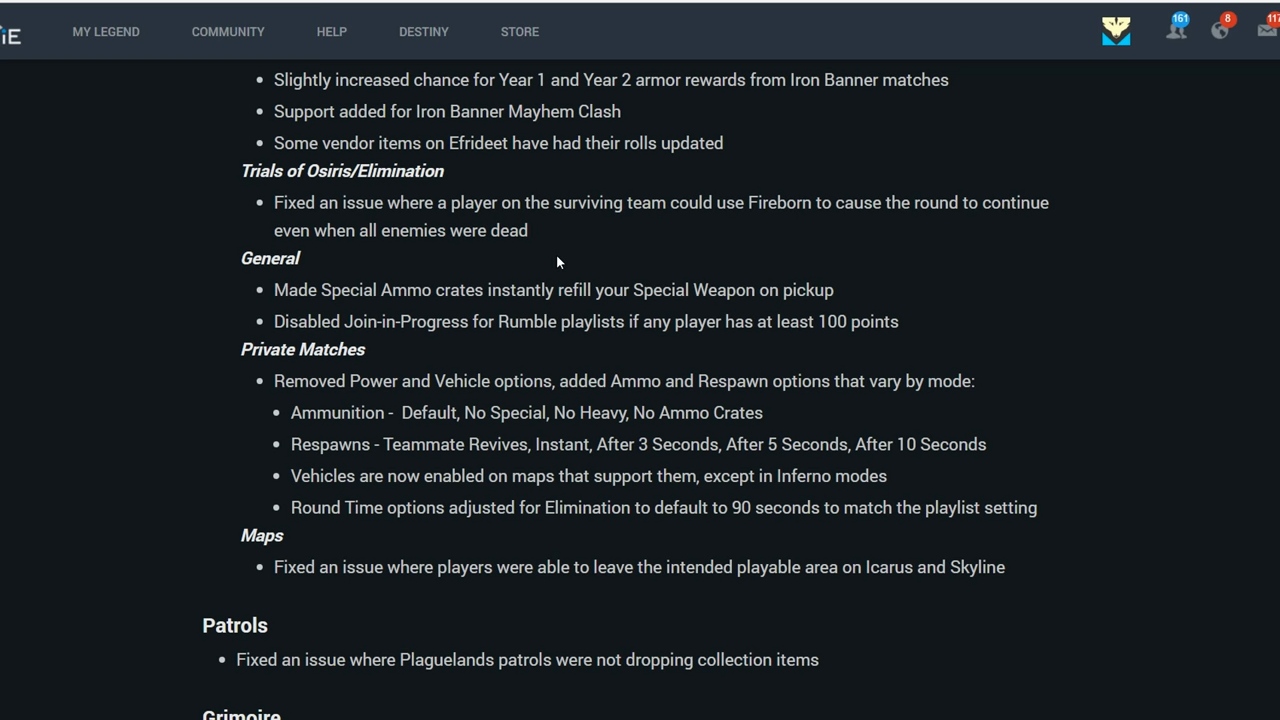 iE MY LEGEND COMMUNITY HELP DESTINY STORE 161 8 117
Slightly increased chance for Year 1 and Year 2 armor rewards from Iron Banner matches
Support added for Iron Banner Mayhem Clash
Some vendor items on Efrideet have had their rolls updated
Trials of Osiris/Elimination
Fixed an issue where a player on the surviving team could use Fireborn to cause the round to continue
even when all enemies were dead
General
Made Special Ammo crates instantly refill your Special Weapon on pickup
Disabled Join-in-Progress for Rumble playlists if any player has at least 100 points
Private Matches
Removed Power and Vehicle options, added Ammo and Respawn options that vary by mode:
Ammunition - Default, No Special, No Heavy, No Ammo Crates
Respawns - Teammate Revives, Instant, After 3 Seconds, After 5 Seconds, After 10 Seconds
Vehicles are now enabled on maps that support them, except in Inferno modes
Round Time options adjusted for Elimination to default to 90 seconds to match the playlist setting
Maps
Fixed an issue where players were able to leave the intended playable area on Icarus and Skyline
Patrols
Fixed an issue where Plaguelands patrols were not dropping collection items
Grimoire